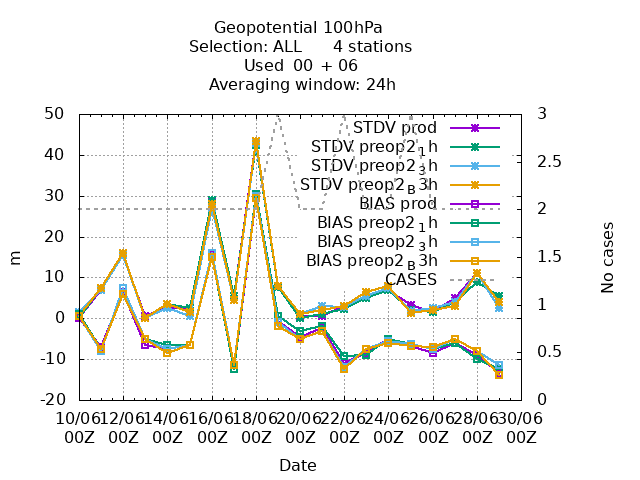 Geopotential 100hPa
Selection: ALL 4 stations
Used 00 + 06
Averaging window: 24h
50
40
30
20
10
0
-10
-20
m
3
2.5
2
1.5
1
0.5
0
No cases
STDV prod
STDV preop2_1h
STDV preop2_3h
STDV preop2_B3h
BIAS prod
BIAS preop2_1h
BIAS preop2_3h
BIAS preop2_B3h
CASES
10/06 12/06 14/06 16/06 18/06 20/06 22/06 24/06 26/06 28/06 30/06
00Z 00Z 00Z 00Z 00Z 00Z 00Z 00Z 00Z 00Z 00Z
Date